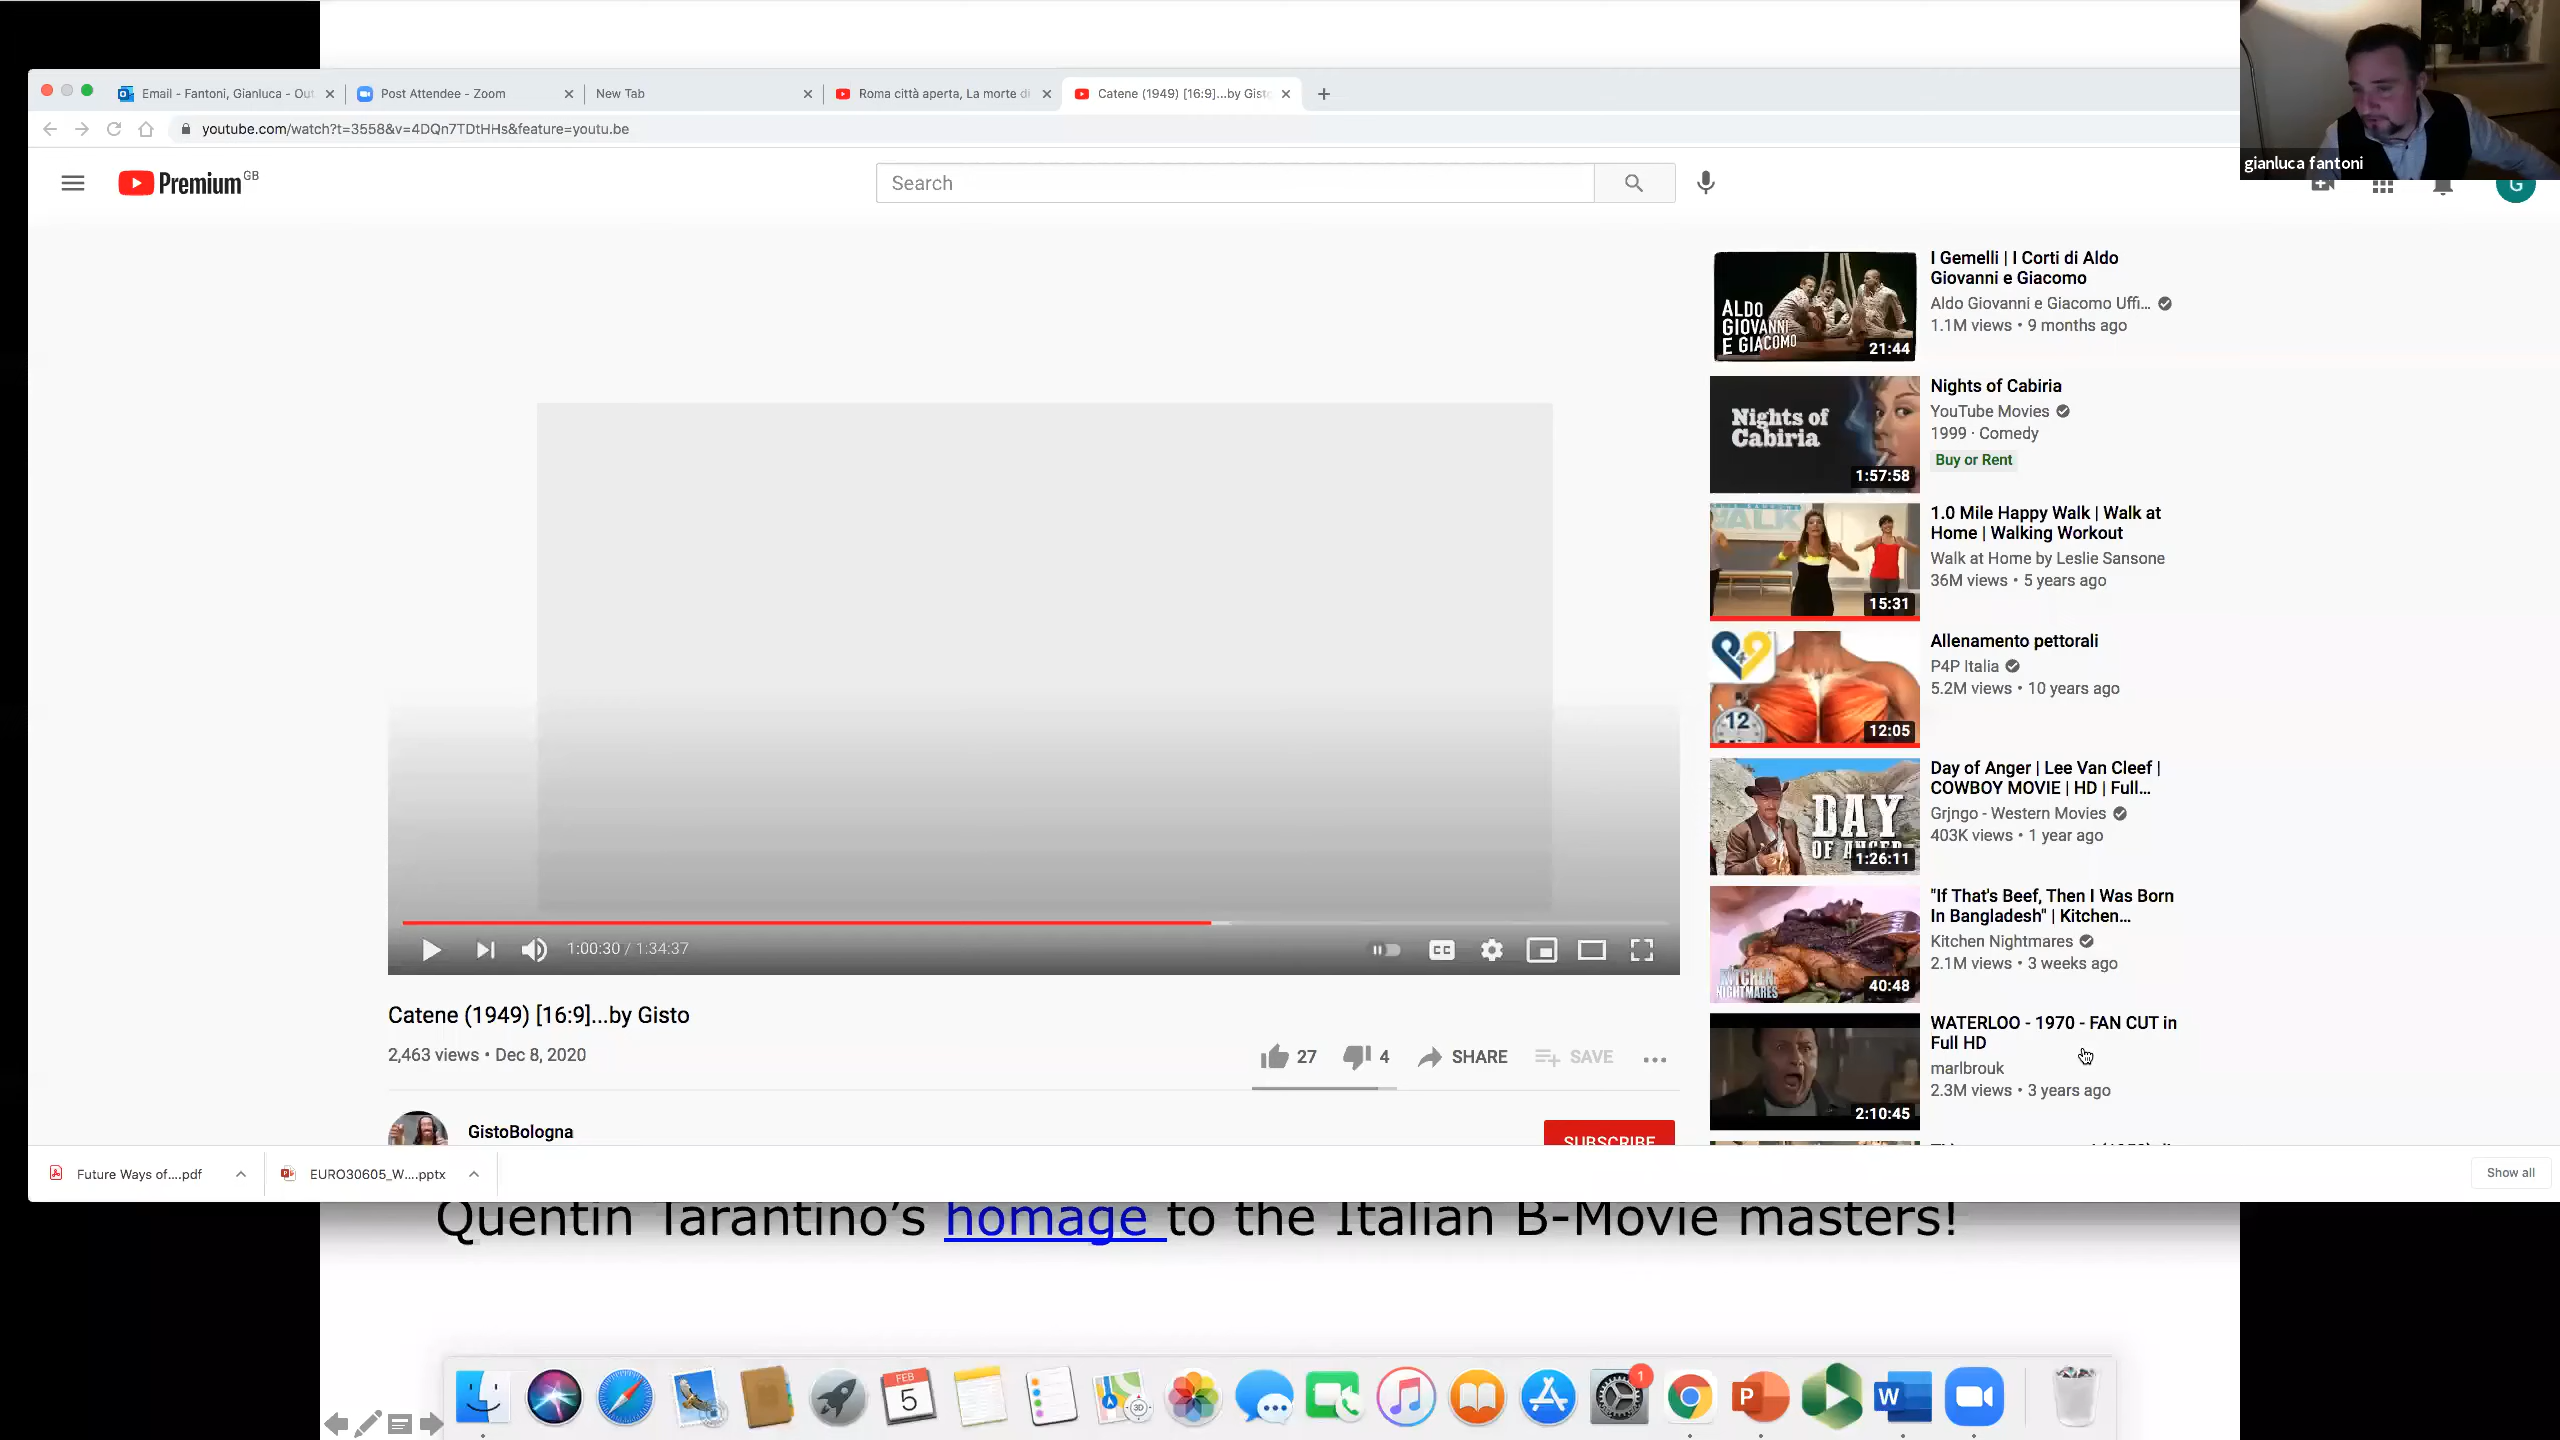 Email - Fantoni, Gianluca - Out
Post Attendee - Zoom
New Tab
Roma città aperta, La morte di
Catene (1949) [16:9]...by Gisto
youtube.com/watch?t=3558&v=4DQn7TDtHHs&feature=youtu.be
gianluca fantoni
Premium GB
Search
G
ALDO
GIOVANNI
E GIACOMO
21:44
I Gemelli | I Corti di Aldo
Giovanni e Giacomo
Aldo Giovanni e Giacomo Uffi...
1.1M views • 9 months ago
Nights of
Cabiria
1:57:58
Nights of Cabiria
YouTube Movies
1999 · Comedy
Buy or Rent
WALK
15:31
1.0 Mile Happy Walk | Walk at
Home | Walking Workout
Walk at Home by Leslie Sansone
36M views • 5 years ago
12
12:05
Allenamento pettorali
P4P Italia
5.2M views • 10 years ago
DAY
OF ANGER
1:26:11
Day of Anger | Lee Van Cleef |
COWBOY MOVIE | HD | Full...
Grjngo - Western Movies
403K views • 1 year ago
KITCHEN
NIGHTMARES
40:48
"If That's Beef, Then I Was Born
In Bangladesh" | Kitchen...
Kitchen Nightmares
2.1M views • 3 weeks ago
2:10:45
WATERLOO - 1970 - FAN CUT in
Full HD
marlbrouk
2.3M views • 3 years ago
1:00:30 / 1:34:37
CC
Catene (1949) [16:9]...by Gisto
2,463 views • Dec 8, 2020
27
4
SHARE
SAVE
GistoBologna
SUBSCRIBE
Future Ways of....pdf
EURO30605_W....pptx
Show all
Quentin Tarantino's homage to the Italian B-Movie masters!
FEB
5
3D
1
P
W